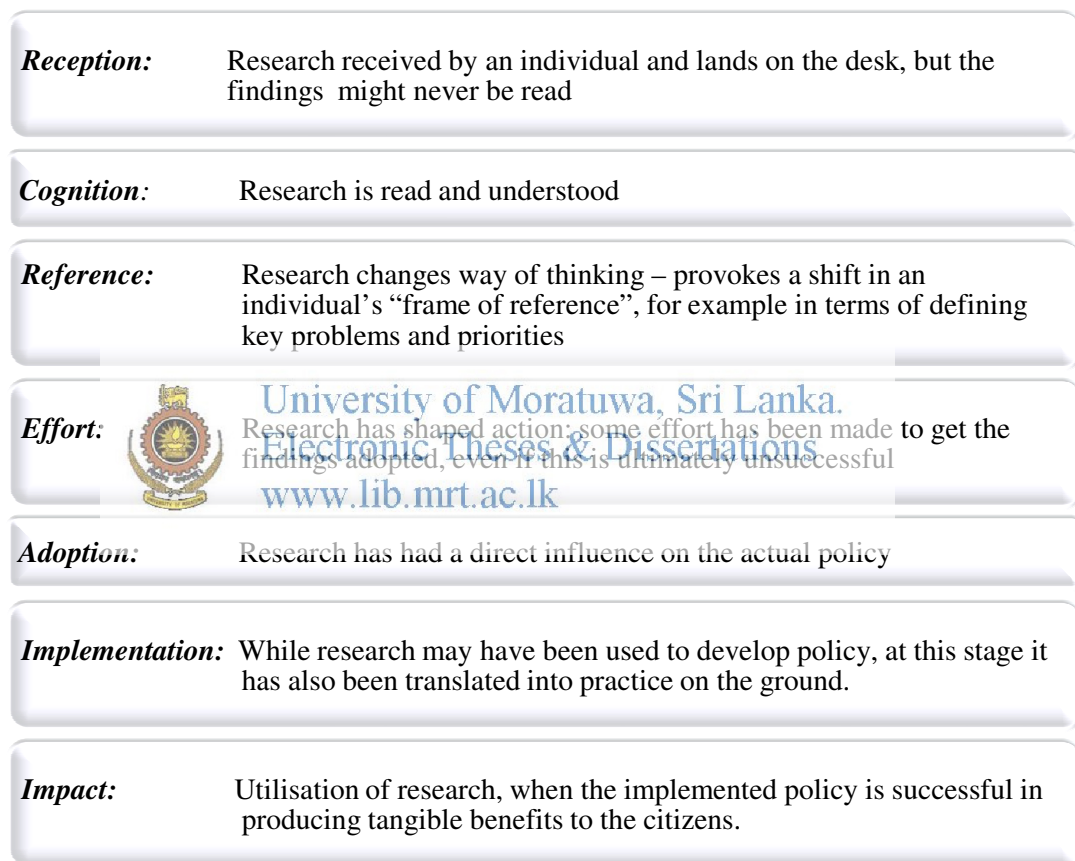 Reception: Research received by an individual and lands on the desk, but the
findings might never be read
Cognition: Research is read and understood
Reference: Research changes way of thinking – provokes a shift in an
individual’s “frame of reference”, for example in terms of defining
key problems and priorities
University of Moratuwa, Sri Lanka.
Effort: Research has shaped action: some effort has been made to get the
Electronic Theses & Dissertations
findings adopted, even if this is ultimately unsuccessful
www.lib.mrt.ac.lk
Adoption: Research has had a direct influence on the actual policy
Implementation: While research may have been used to develop policy, at this stage it
has also been translated into practice on the ground.
Impact: Utilisation of research, when the implemented policy is successful in
producing tangible benefits to the citizens.